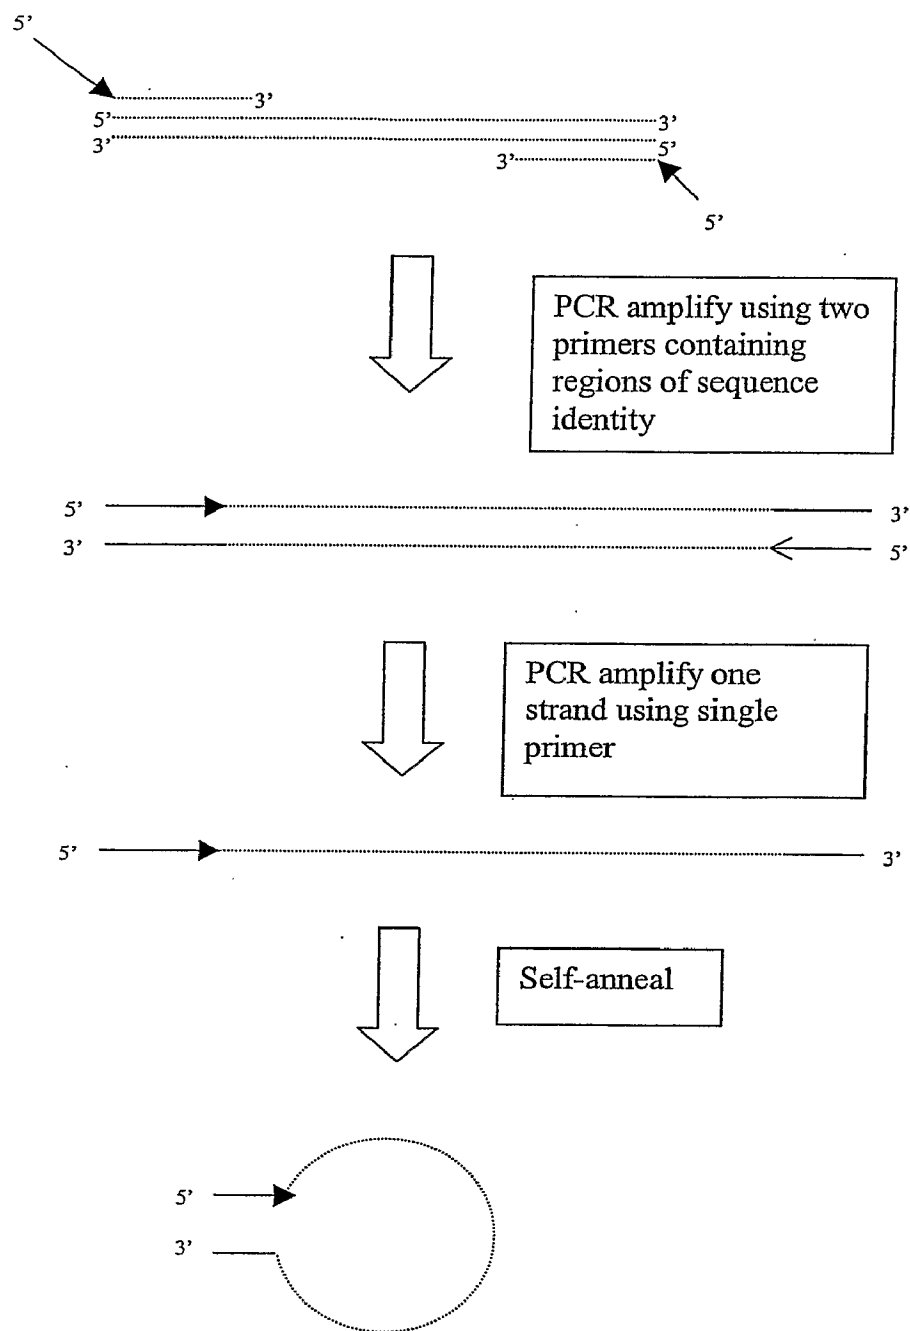 5’
3’
5’ 3’
3’ 5’
3’
5’
PCR amplify using two
primers containing
regions of sequence
identity
5’ 3’
3’ 5’
PCR amplify one
strand using single
primer
5’ 3’
Self-anneal
5’
3’